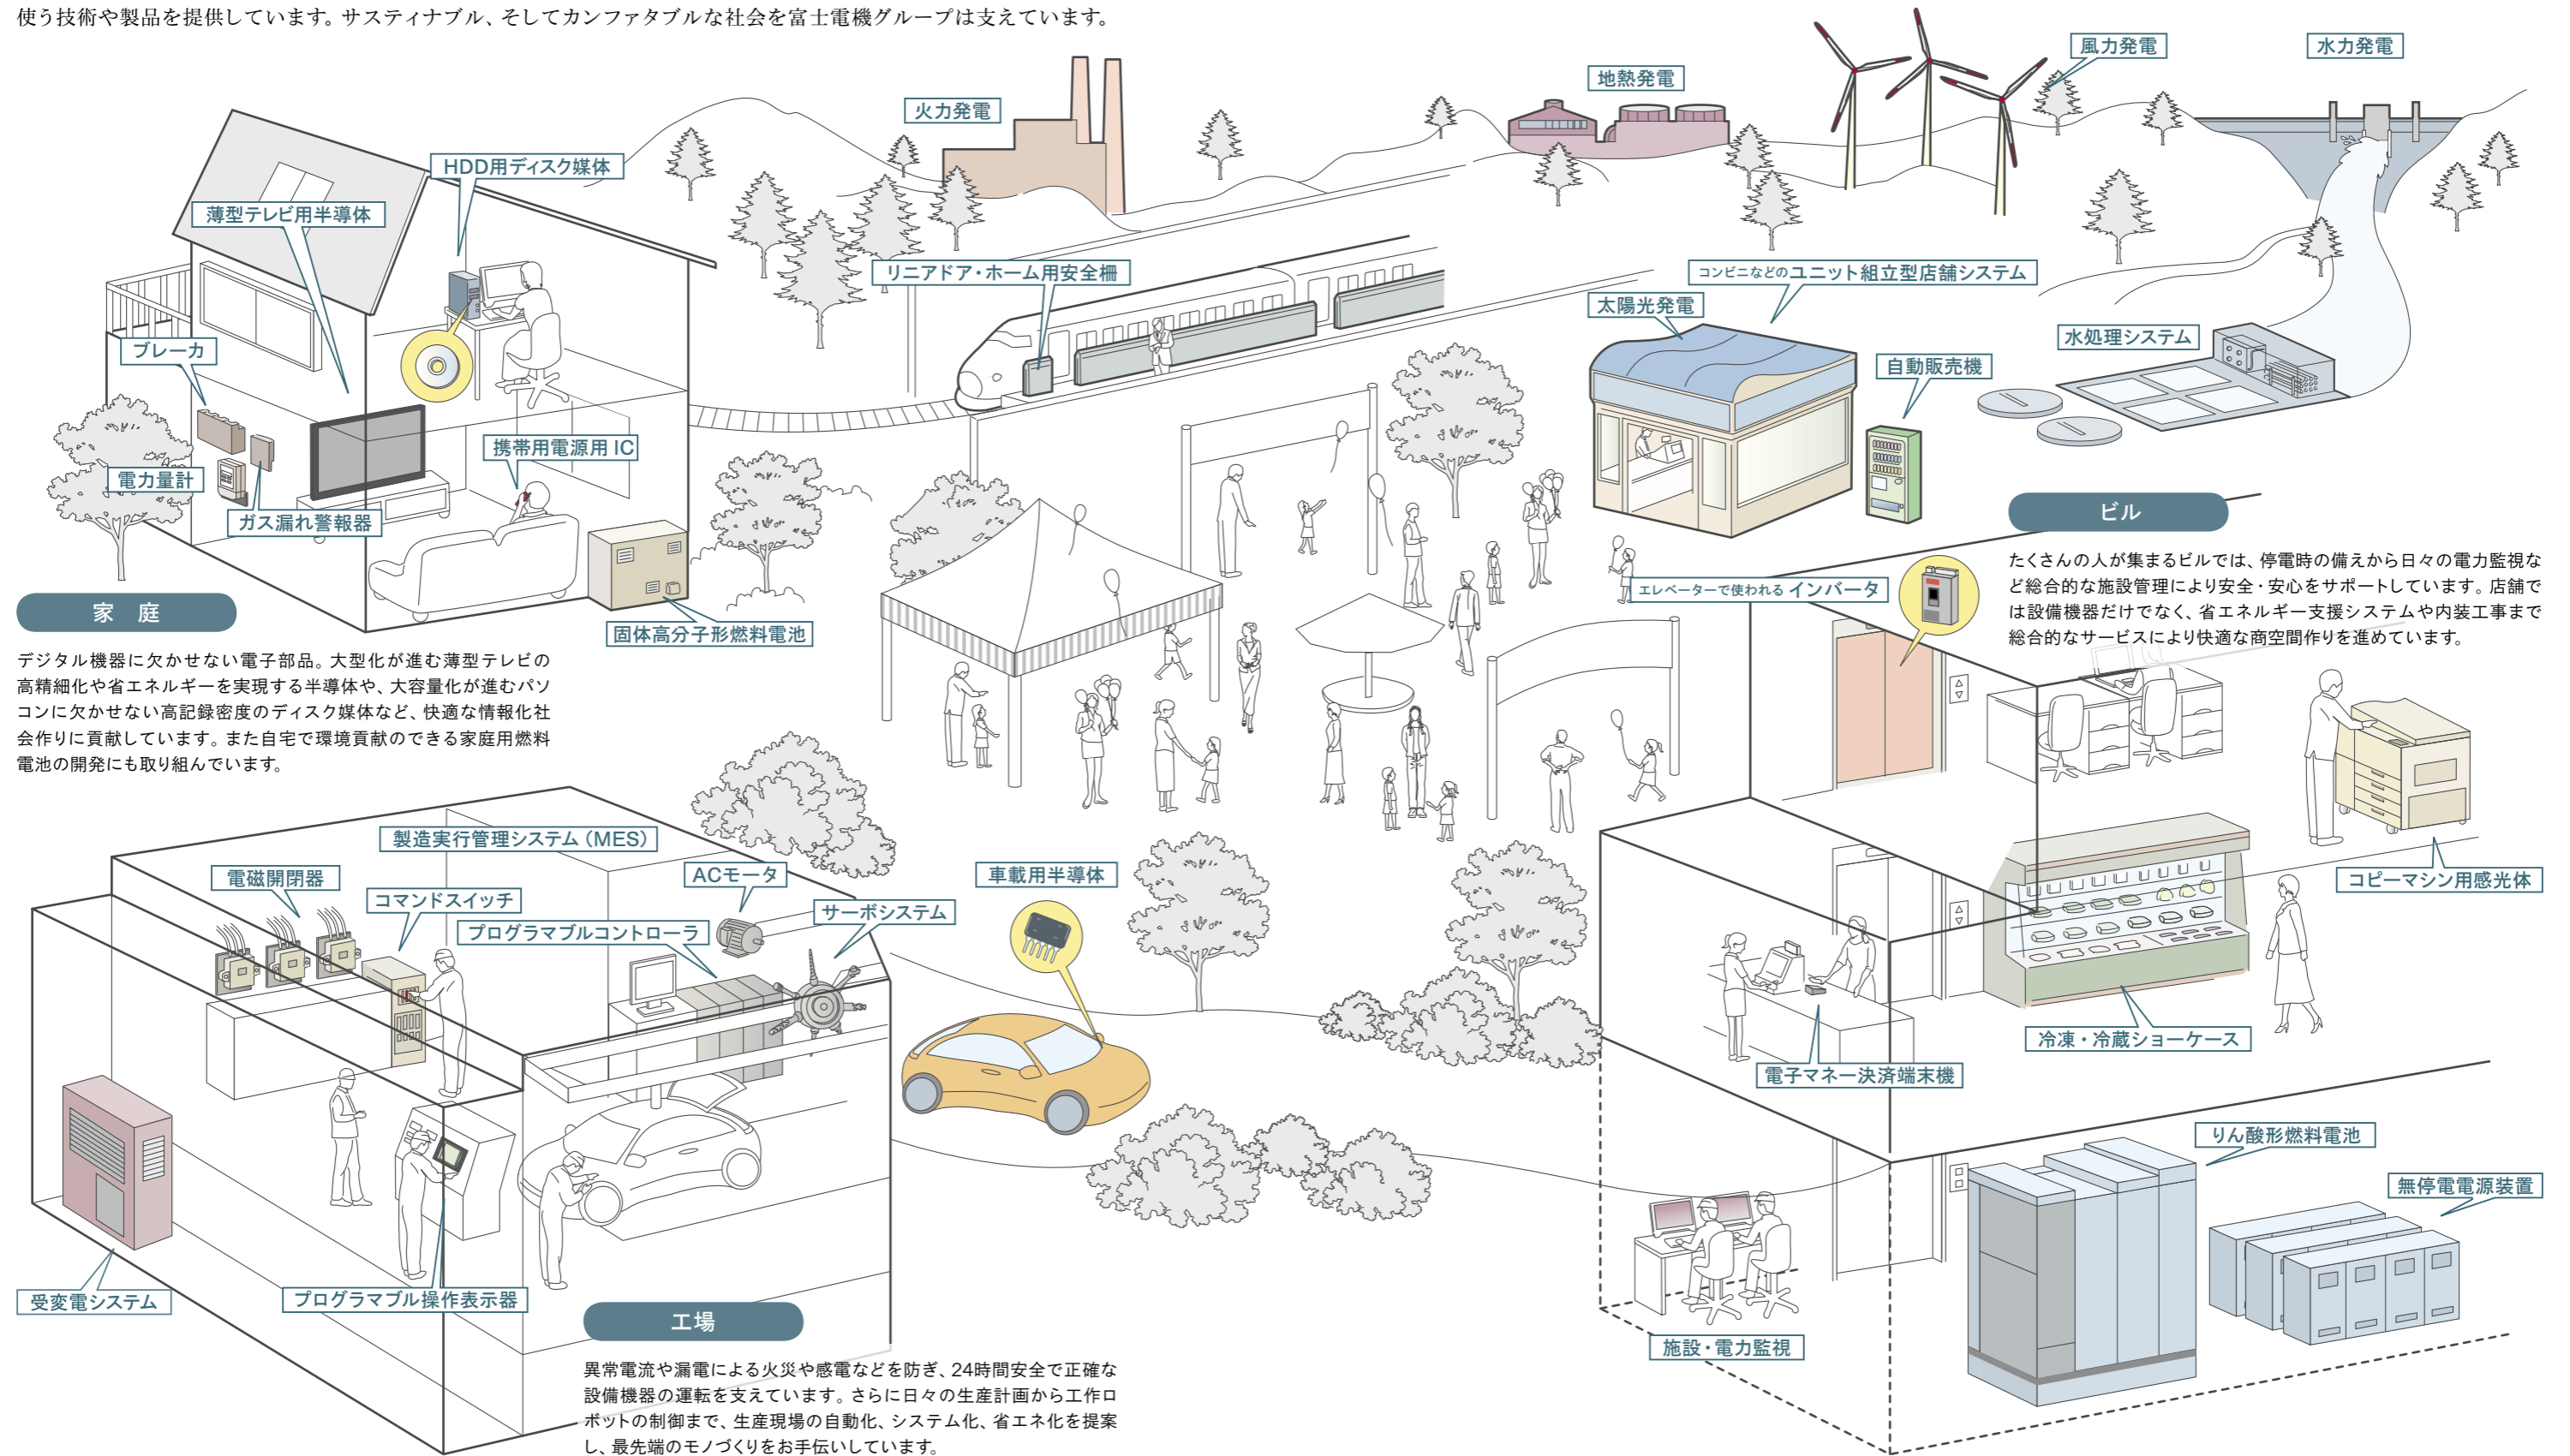 使う技術や製品を提供しています。サスティナブル、そしてカンファタブルな社会を富士電機グループは支えています。
風力発電
水力発電
地熱発電
火力発電
HDD用ディスク媒体
薄型テレビ用半導体
リニアドア・ホーム用安全柵
コンビニなどのユニット組立型店舗システム
太陽光発電
水処理システム
自動販売機
ブレーカ
携帯用電源用 IC
電力量計
ガス漏れ警報器
固体高分子形燃料電池
家 庭
デジタル機器に欠かせない電子部品。大型化が進む薄型テレビの
高精細化や省エネルギーを実現する半導体や、大容量化が進むパソ
コンに欠かせない高記録密度のディスク媒体など、快適な情報化社
会作りに貢献しています。また自宅で環境貢献のできる家庭用燃料
電池の開発にも取り組んでいます。
ビル
たくさんの人が集まるビルでは、停電時の備えから日々の電力監視な
ど総合的な施設管理により安全・安心をサポートしています。店舗で
は設備機器だけでなく、省エネルギー支援システムや内装工事まで
総合的なサービスにより快適な商空間作りを進めています。
エレベーターで使われる インバータ
製造実行管理システム（MES）
電磁開閉器
コマンドスイッチ
ACモータ
プログラマブルコントローラ
サーボシステム
車載用半導体
コピーマシン用感光体
冷凍・冷蔵ショーケース
電子マネー決済端末機
りん酸形燃料電池
無停電電源装置
施設・電力監視
受変電システム
プログラマブル操作表示器
工場
異常電流や漏電による火災や感電などを防ぎ、24時間安全で正確な
設備機器の運転を支えています。さらに日々の生産計画から工作ロ
ボットの制御まで、生産現場の自動化、システム化、省エネ化を提案
し、最先端のモノづくりをお手伝いしています。